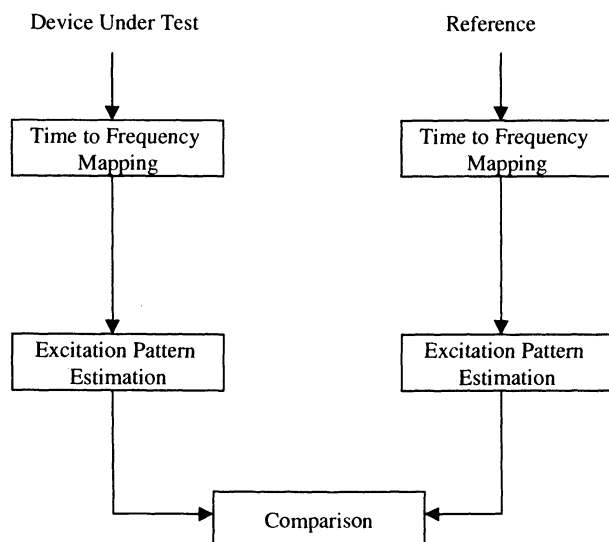 Device Under Test
Reference
Time to Frequency
Mapping
Time to Frequency
Mapping
Excitation Pattern
Estimation
Excitation Pattern
Estimation
Comparison